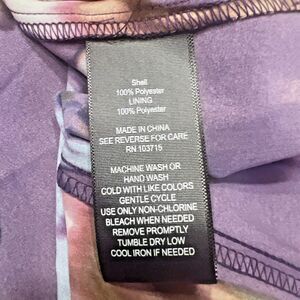 Shell
100% Polyester
LINING
100% Polyester
MADE IN CHINA
SEE REVERSE FOR CARE
RN 103715
MACHINE WASH OR
HAND WASH
COLD WITH LIKE COLORS
GENTLE CYCLE
USE ONLY NON-CHLORINE
BLEACH WHEN NEEDED
REMOVE PROMPTLY
TUMBLE DRY LOW
COOL IRON IF NEEDED